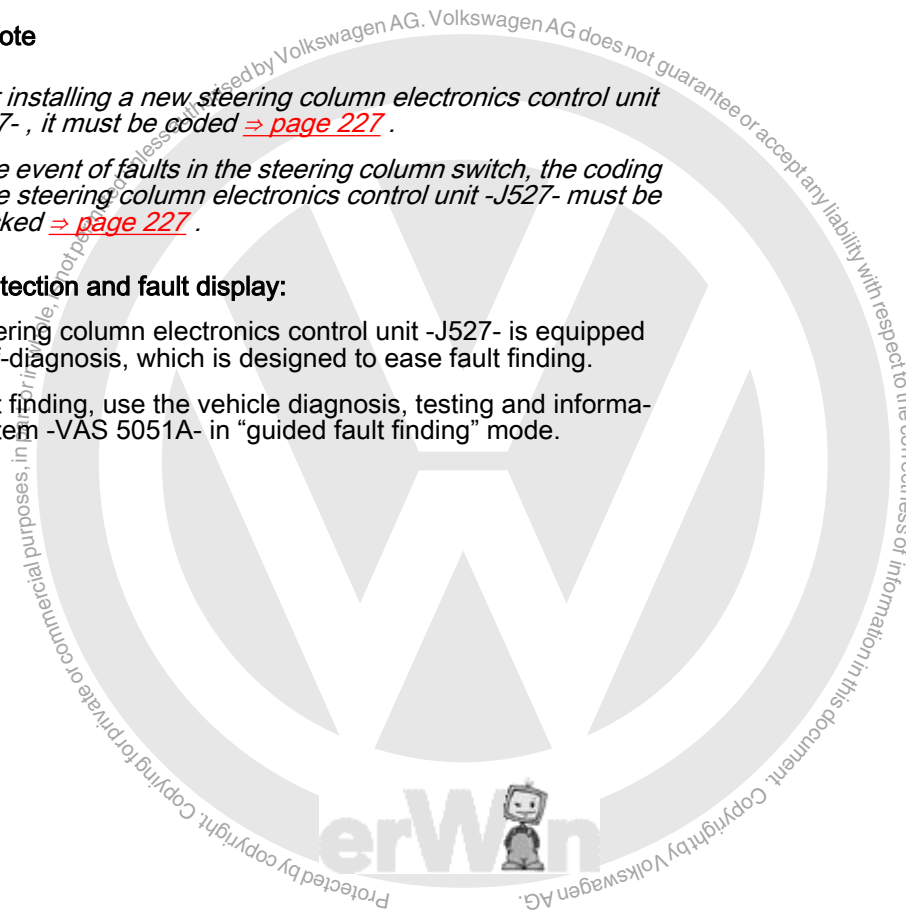 ote
installing a new steering column electronics control unit
7- , it must be coded ⇒ page 227 .
e event of faults in the steering column switch, the coding
e steering column electronics control unit -J527- must be
ked ⇒ page 227 .
tection and fault display:
ering column electronics control unit -J527- is equipped
f-diagnosis, which is designed to ease fault finding.
t finding, use the vehicle diagnosis, testing and informa-
tem -VAS 5051A- in “guided fault finding” mode.
Protected by copyright. Copying for private or commercial purposes, in part or in whole, is not permitted unless authorised by Volkswagen AG. Volkswagen AG does not guarantee or accept any liability with respect to the correctness of information in this document. Copyright by Volkswagen AG.
erWin